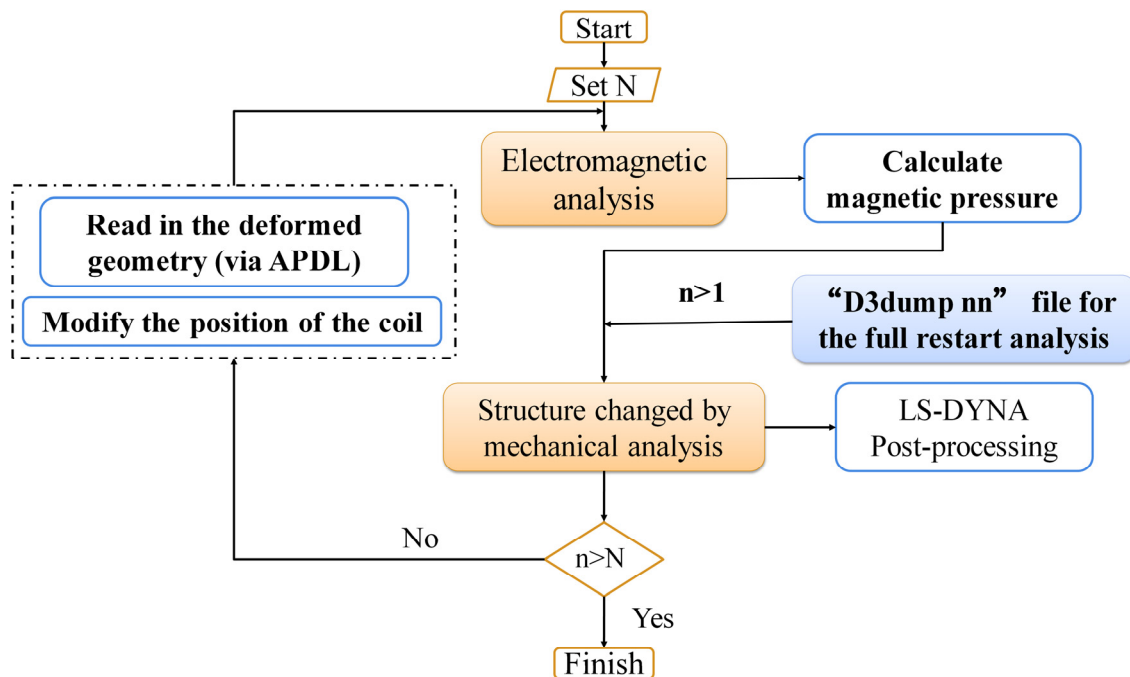 Start
Set N
Electromagnetic
analysis
Calculate
magnetic pressure
Read in the deformed
geometry (via APDL)
Modify the position of the coil
n>1
“D3dump nn” file for
the full restart analysis
Structure changed by
mechanical analysis
LS-DYNA
Post-processing
No
n>N
Yes
Finish